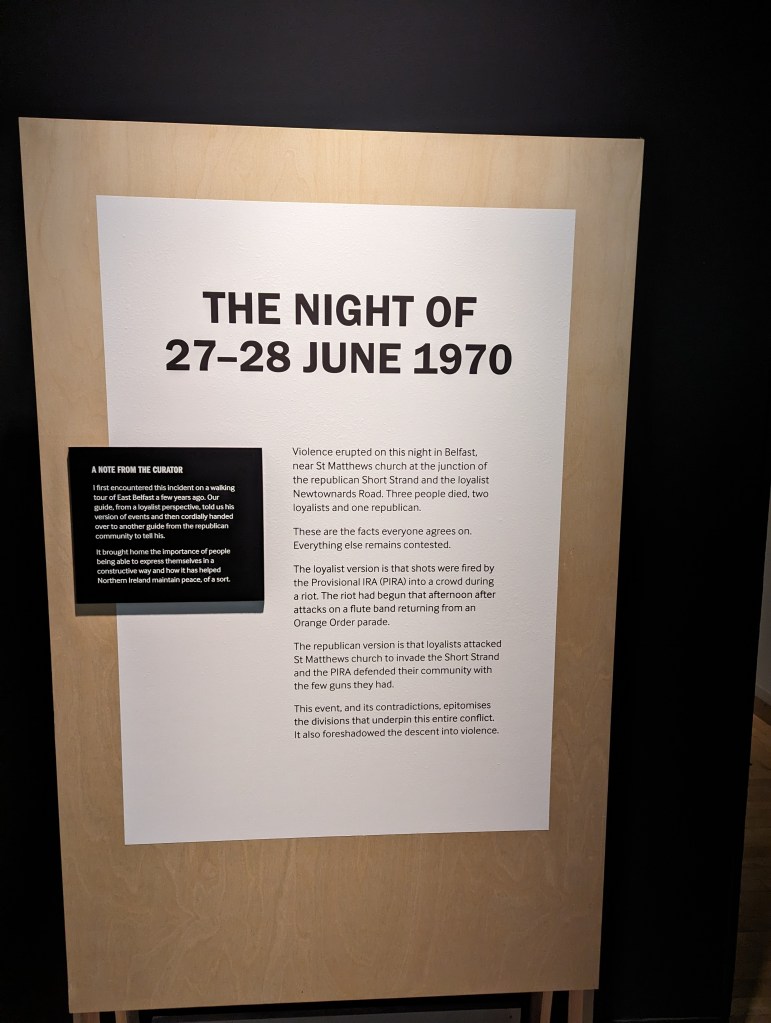 THE NIGHT OF
27–28 JUNE 1970
A NOTE FROM THE CURATOR
I first encountered this incident on a walking
tour of East Belfast a few years ago. Our
guide, from a loyalist perspective, told us his
version of events and then cordially handed
over to another guide from the republican
community to tell his.
It brought home the importance of people
being able to express themselves in a
constructive way and how it has helped
Northern Ireland maintain peace, of a sort.
Violence erupted on this night in Belfast,
near St Matthews church at the junction of
the republican Short Strand and the loyalist
Newtownards Road. Three people died, two
loyalists and one republican.
These are the facts everyone agrees on.
Everything else remains contested.
The loyalist version is that shots were fired by
the Provisional IRA (PIRA) into a crowd during
a riot. The riot had begun that afternoon after
attacks on a flute band returning from an
Orange Order parade.
The republican version is that loyalists attacked
St Matthews church to invade the Short Strand
and the PIRA defended their community with
the few guns they had.
This event, and its contradictions, epitomises
the divisions that underpin this entire conflict.
It also foreshadowed the descent into violence.